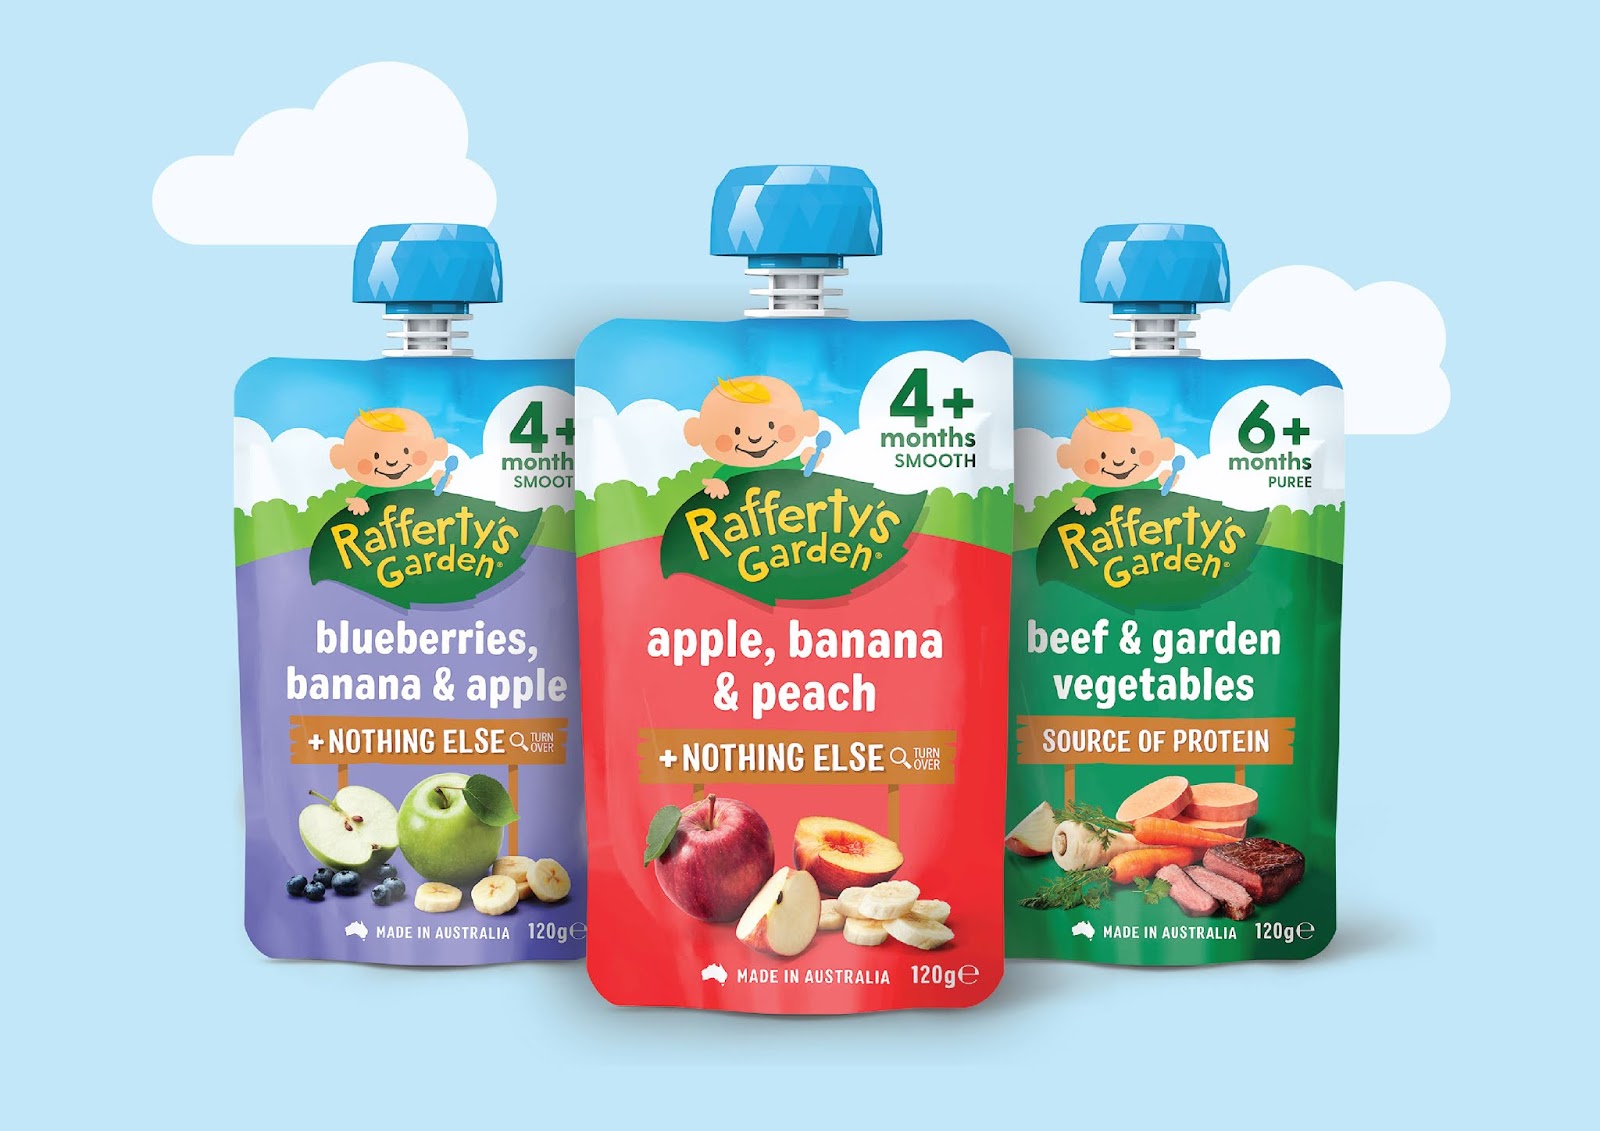 4+
month
SMOOT
Rafferty's
Garden®
blueberries,
banana & apple
+ NOTHING ELSE TURN
OVER
MADE IN AUSTRALIA 120g℮
4+
months
SMOOTH
Rafferty's
Garden®
apple, banana
& peach
+ NOTHING ELSE TURN
OVER
MADE IN AUSTRALIA 120g℮
6+
months
PUREE
Rafferty's
Garden®
beef & garden
vegetables
SOURCE OF PROTEIN
MADE IN AUSTRALIA 120g℮